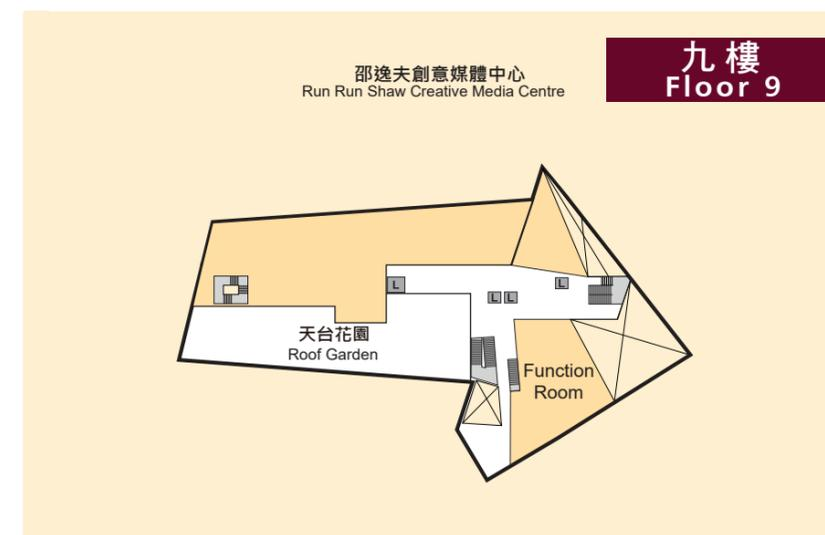 九樓
Floor 9
邵逸夫創意媒體中心
Run Run Shaw Creative Media Centre
L
L
L
L
天台花園
Roof Garden
Function
Room